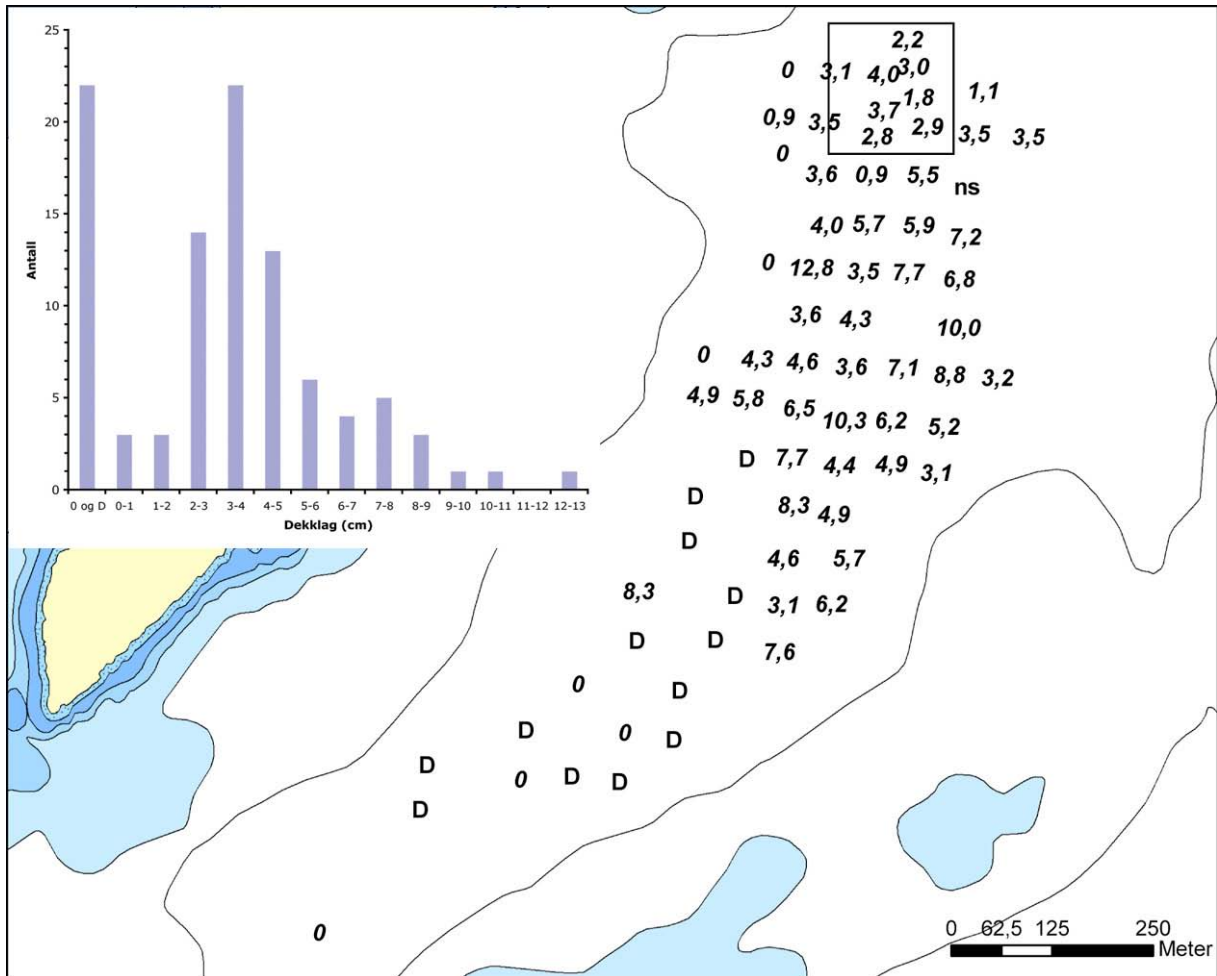 25
20
15
10
5
0
Antall
0 og D 0-1 1-2 2-3 3-4 4-5 5-6 6-7 7-8 8-9 9-10 10-11 11-12 12-13
Dekklag (cm)
2,2
0 3,1 4,0 3,0
1,8 1,1
0,9 3,5 3,7
2,8 2,9 3,5 3,5
0
3,6 0,9 5,5 ns
4,0 5,7 5,9 7,2
0 12,8 3,5 7,7 6,8
3,6 4,3 10,0
0 4,3 4,6 3,6 7,1 8,8 3,2
4,9 5,8 6,5 10,3 6,2 5,2
D 7,7 4,4 4,9 3,1
D 8,3 4,9
D 4,6 5,7
8,3 D 3,1 6,2
D D 7,6
0 D
D 0 D
D 0 D D
D
0
0 62,5 125 250
Meter